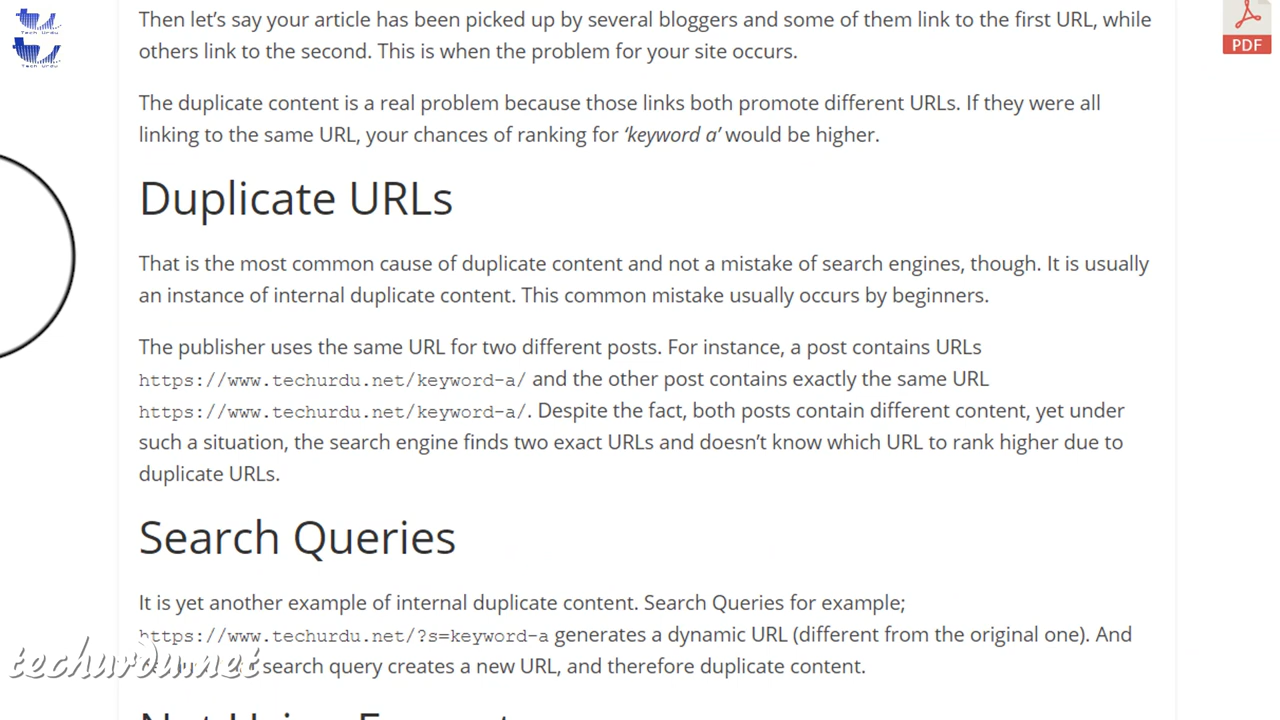 Tech Urdu
Tech Urdu
PDF
Then let’s say your article has been picked up by several bloggers and some of them link to the first URL, while
others link to the second. This is when the problem for your site occurs.
The duplicate content is a real problem because those links both promote different URLs. If they were all
linking to the same URL, your chances of ranking for ‘keyword a’ would be higher.
Duplicate URLs
That is the most common cause of duplicate content and not a mistake of search engines, though. It is usually
an instance of internal duplicate content. This common mistake usually occurs by beginners.
The publisher uses the same URL for two different posts. For instance, a post contains URLs
https://www.techurdu.net/keyword-a/ and the other post contains exactly the same URL
https://www.techurdu.net/keyword-a/. Despite the fact, both posts contain different content, yet under
such a situation, the search engine finds two exact URLs and doesn’t know which URL to rank higher due to
duplicate URLs.
Search Queries
It is yet another example of internal duplicate content. Search Queries for example;
https://www.techurdu.net/?s=keyword-a generates a dynamic URL (different from the original one). And
search query creates a new URL, and therefore duplicate content.
techurdu.net